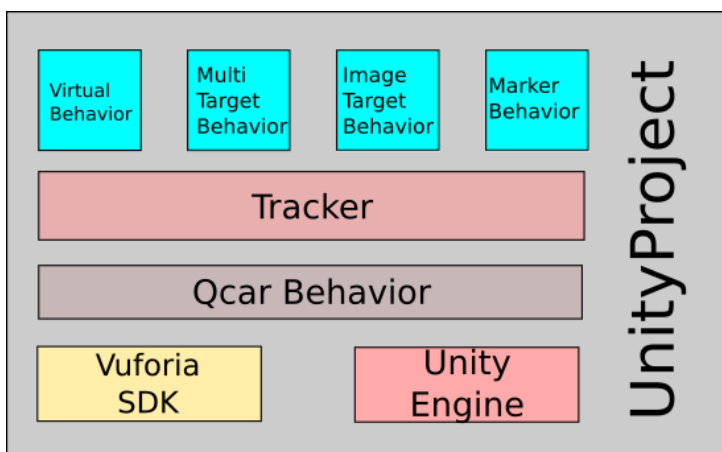 Virtual
Behavior
Multi
Target
Behavior
Image
Target
Behavior
Marker
Behavior
Tracker
Qcar Behavior
Vuforia
SDK
Unity
Engine
UnityProject